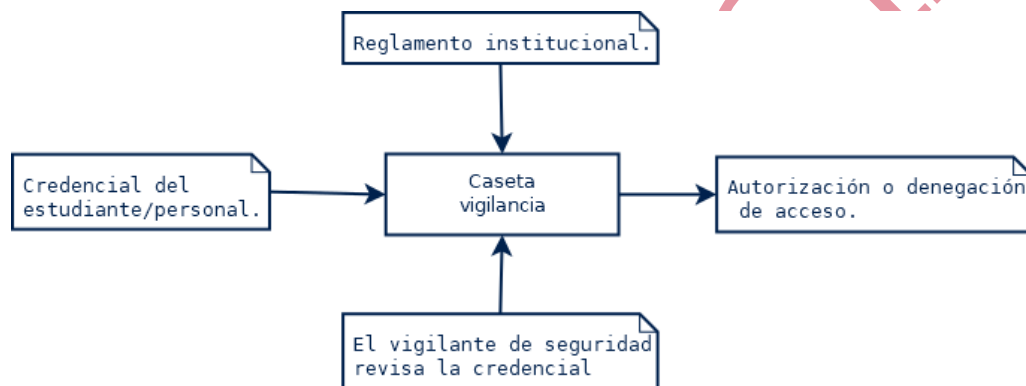 Reglamento institucional.
Credencial del
estudiante/personal.
Caseta
vigilancia
Autorización o denegación
de acceso.
El vigilante de seguridad
revisa la credencial